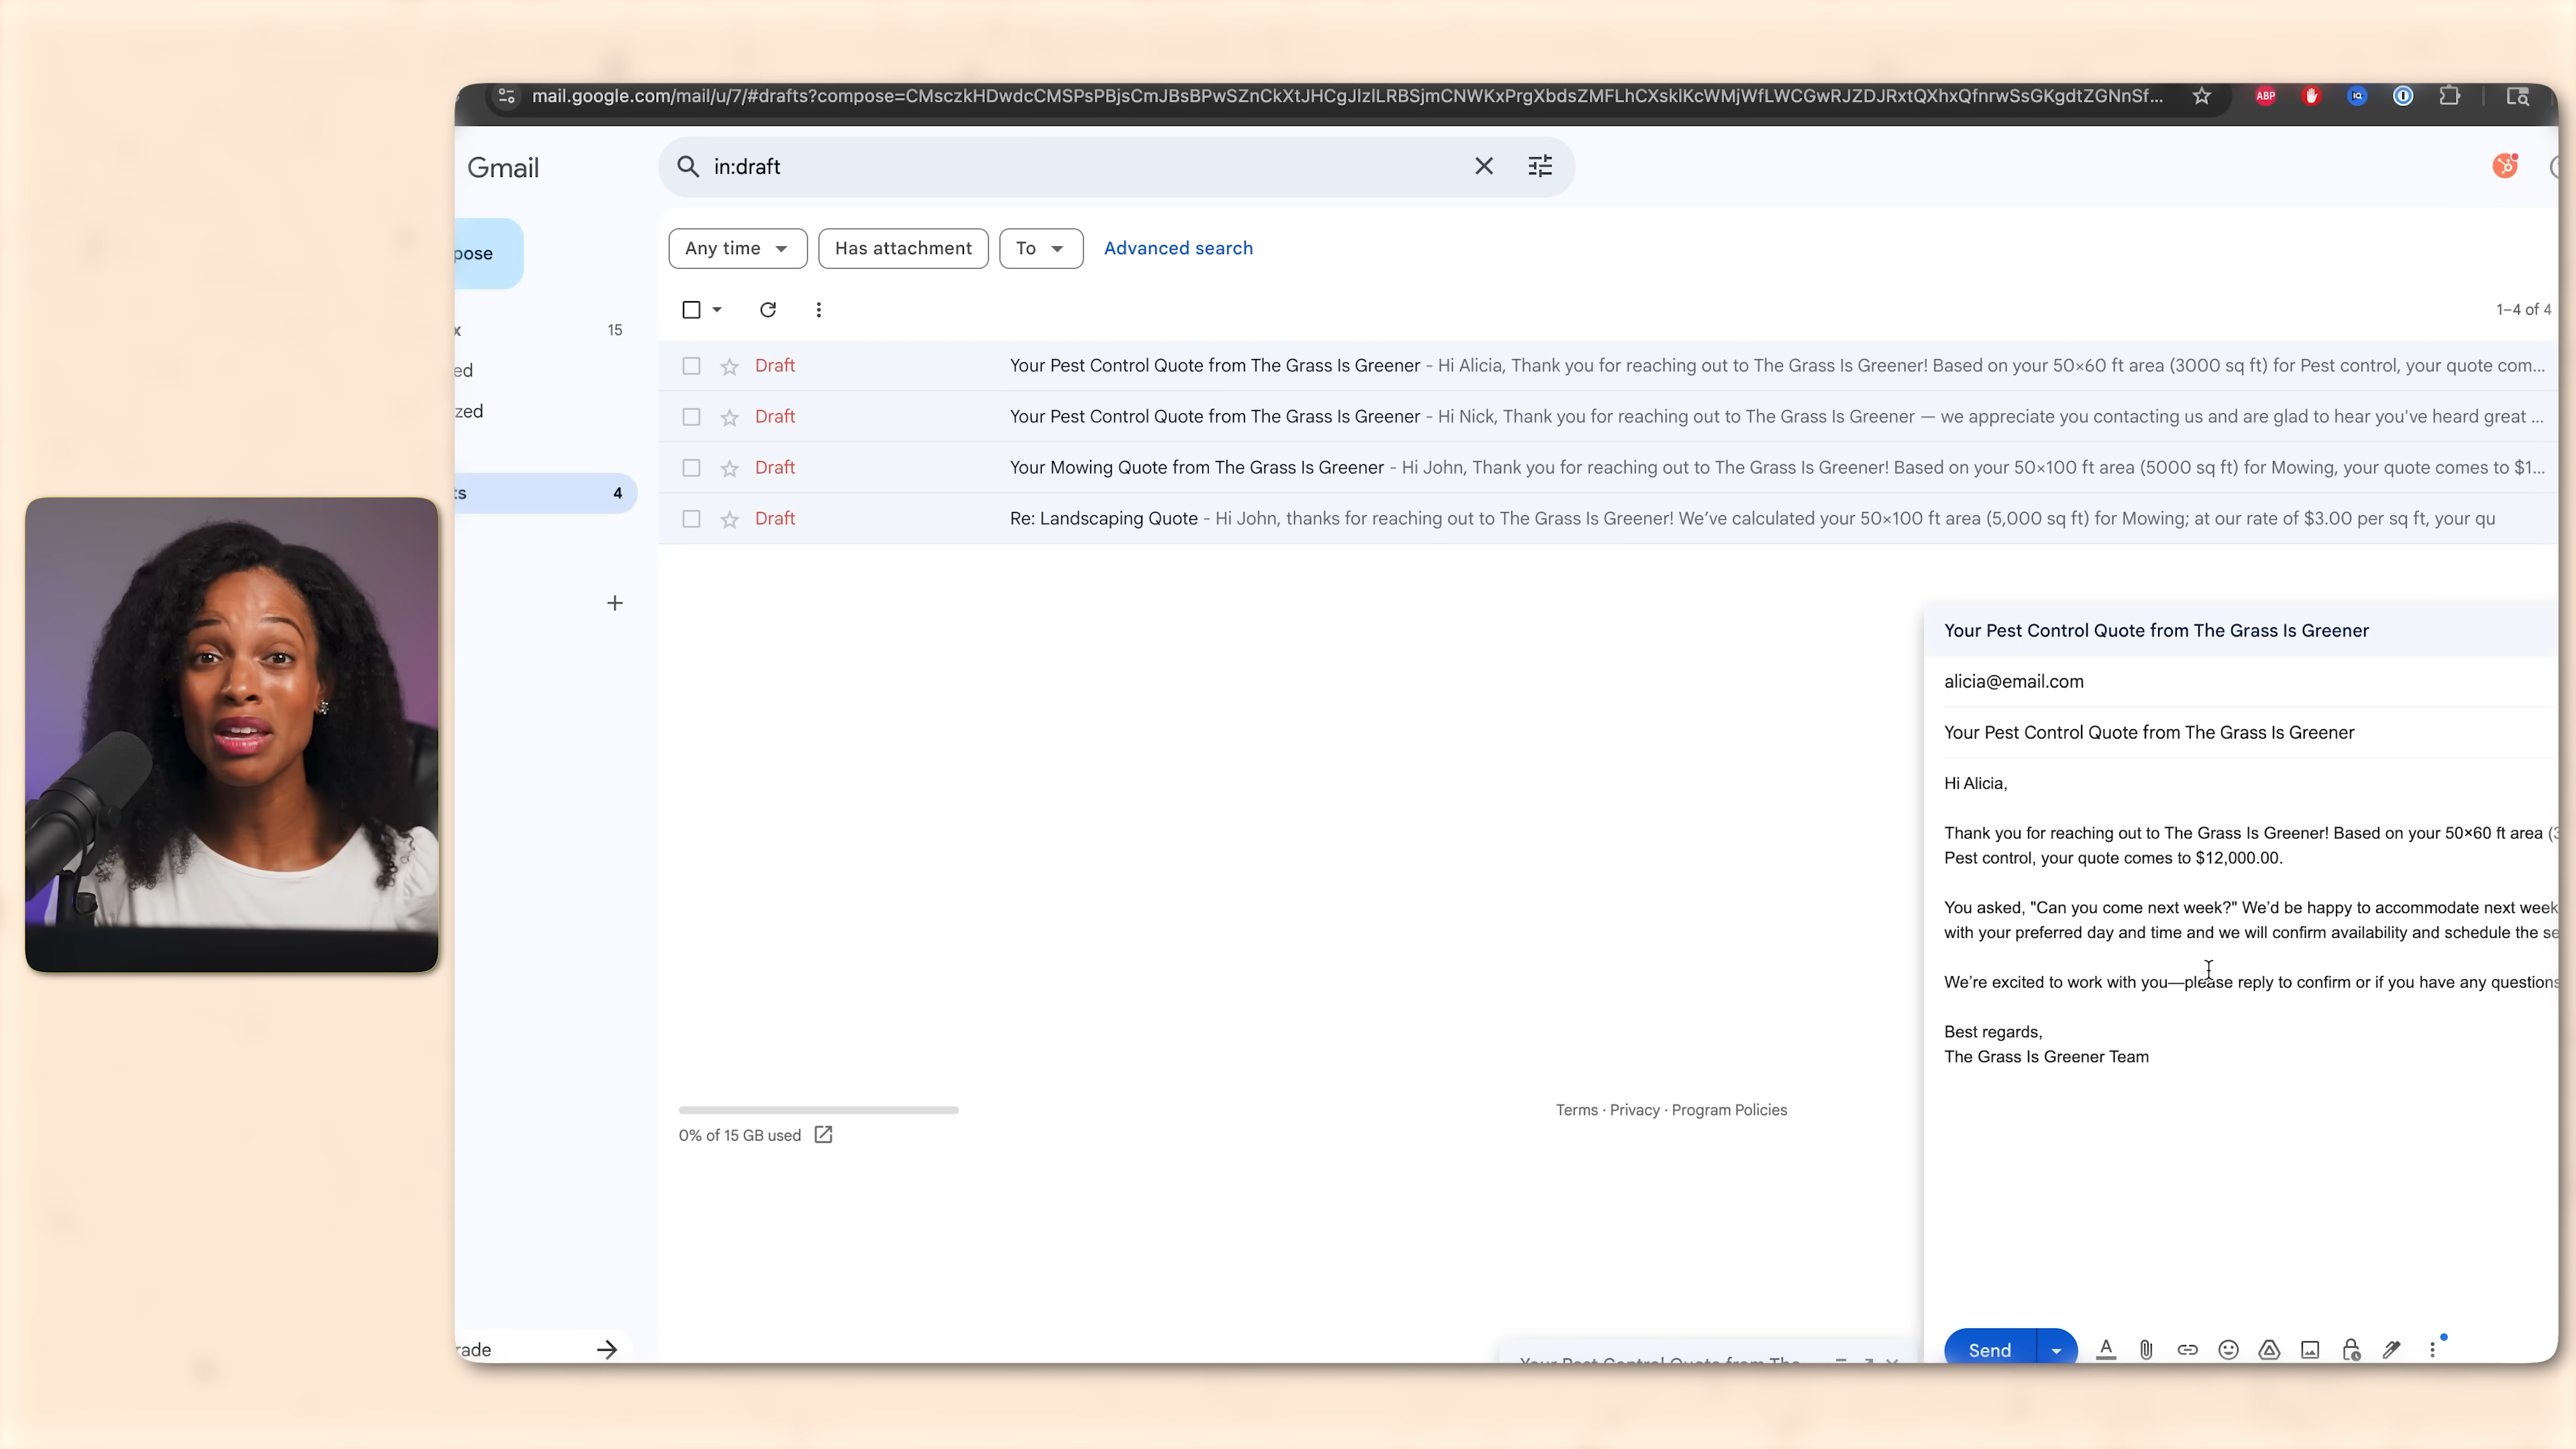 mail.google.com/mail/u/7/#drafts?compose=CMsczkHDwdcCMSPsPBjsCmJBsBPwSZnCkXtJHCgJlzlLRBSjmCNWKxPrgXbdsZMFLhCXsklKcWMjWfLWCGwRJZDJRxtQXhxQfnrwSsGKgdtZGNnSf...
ABP
Gmail
in:draft
pose
Any time
Has attachment
To
Advanced search
x
15
1–4 of 4
ed
zed
ts
4
Draft
Your Pest Control Quote from The Grass Is Greener - Hi Alicia, Thank you for reaching out to The Grass Is Greener! Based on your 50×60 ft area (3000 sq ft) for Pest control, your quote com...
Draft
Your Pest Control Quote from The Grass Is Greener - Hi Nick, Thank you for reaching out to The Grass Is Greener — we appreciate you contacting us and are glad to hear you've heard great ...
Draft
Your Mowing Quote from The Grass Is Greener - Hi John, Thank you for reaching out to The Grass Is Greener! Based on your 50×100 ft area (5000 sq ft) for Mowing, your quote comes to $1...
Draft
Re: Landscaping Quote - Hi John, thanks for reaching out to The Grass Is Greener! We’ve calculated your 50×100 ft area (5,000 sq ft) for Mowing; at our rate of $3.00 per sq ft, your qu
Your Pest Control Quote from The Grass Is Greener
alicia@email.com
Your Pest Control Quote from The Grass Is Greener
Hi Alicia,
Thank you for reaching out to The Grass Is Greener! Based on your 50×60 ft area (3
Pest control, your quote comes to $12,000.00.
You asked, "Can you come next week?" We’d be happy to accommodate next week
with your preferred day and time and we will confirm availability and schedule the se
We’re excited to work with you—please reply to confirm or if you have any questions
Best regards,
The Grass Is Greener Team
Terms · Privacy · Program Policies
0% of 15 GB used
rade
Your Pest Control Quote from The
Send